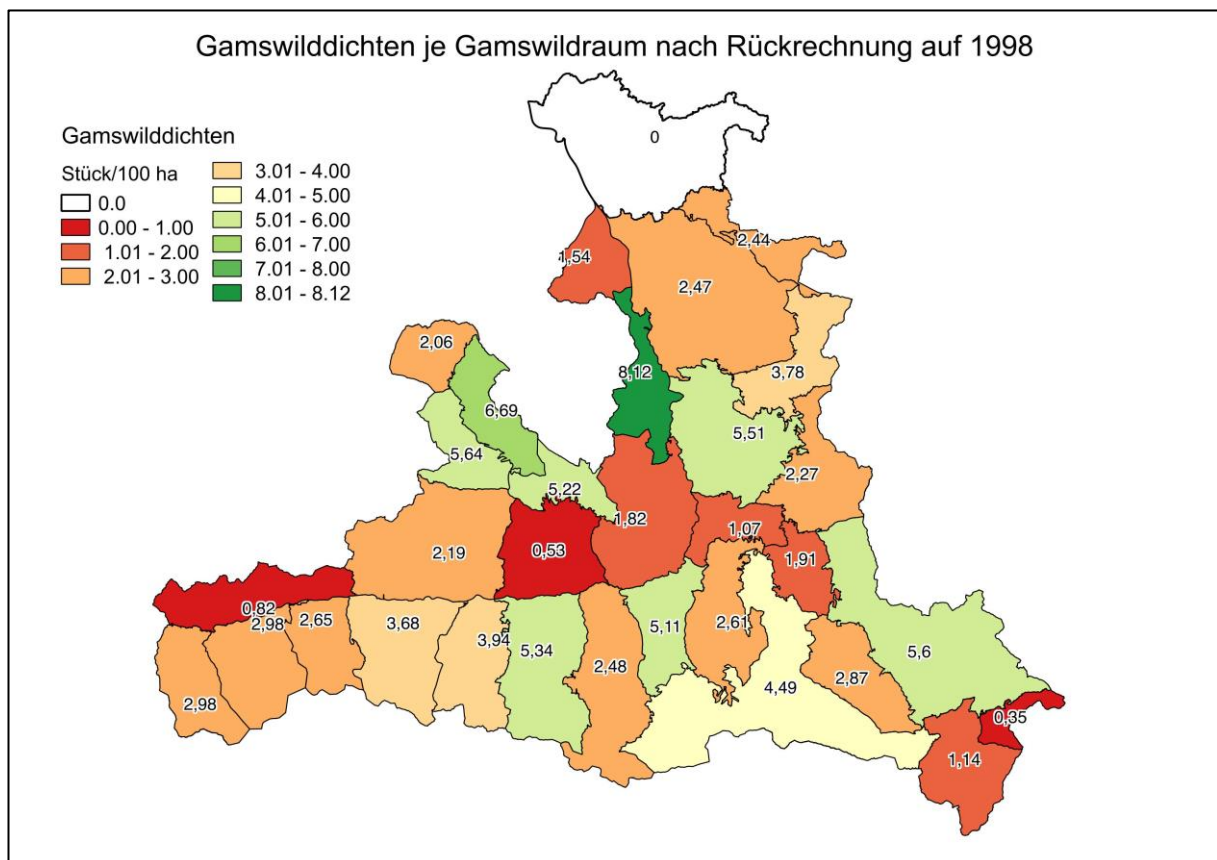 Gamswilddichten je Gamswildraum nach Rückrechnung auf 1998
Gamswilddichten
Stück/100 ha
0.0
0.00 - 1.00
1.01 - 2.00
2.01 - 3.00
3.01 - 4.00
4.01 - 5.00
5.01 - 6.00
6.01 - 7.00
7.01 - 8.00
8.01 - 8.12
0
2,44
1,54
2,47
2,06
8,12
3,78
6,69
5,51
5,64
2,27
5,22
1,82
1,07
2,19
0,53
1,91
0,82
2,98
2,65
3,68
3,94
5,34
2,48
5,11
2,61
5,6
4,49
2,87
2,98
0,35
1,14